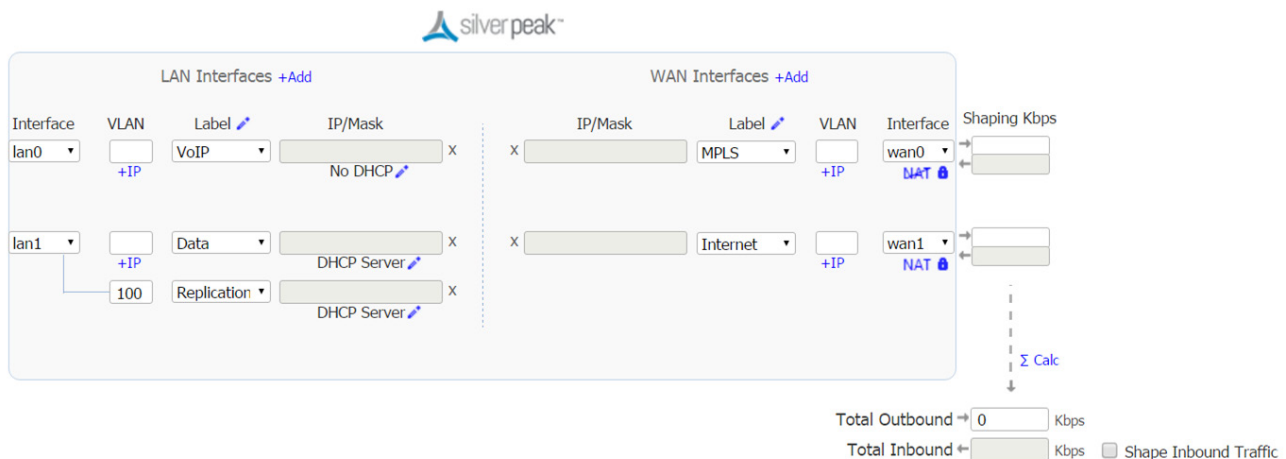 silver peak™
LAN Interfaces +Add WAN Interfaces +Add
Interface VLAN Label IP/Mask IP/Mask Label VLAN Interface Shaping Kbps
lan0 VoIP X X MPLS wan0
+IP No DHCP +IP NAT
lan1 Data X X Internet wan1
+IP DHCP Server +IP NAT
100 Replication X
DHCP Server
Σ Calc
Total Outbound 0 Kbps
Total Inbound Kbps Shape Inbound Traffic